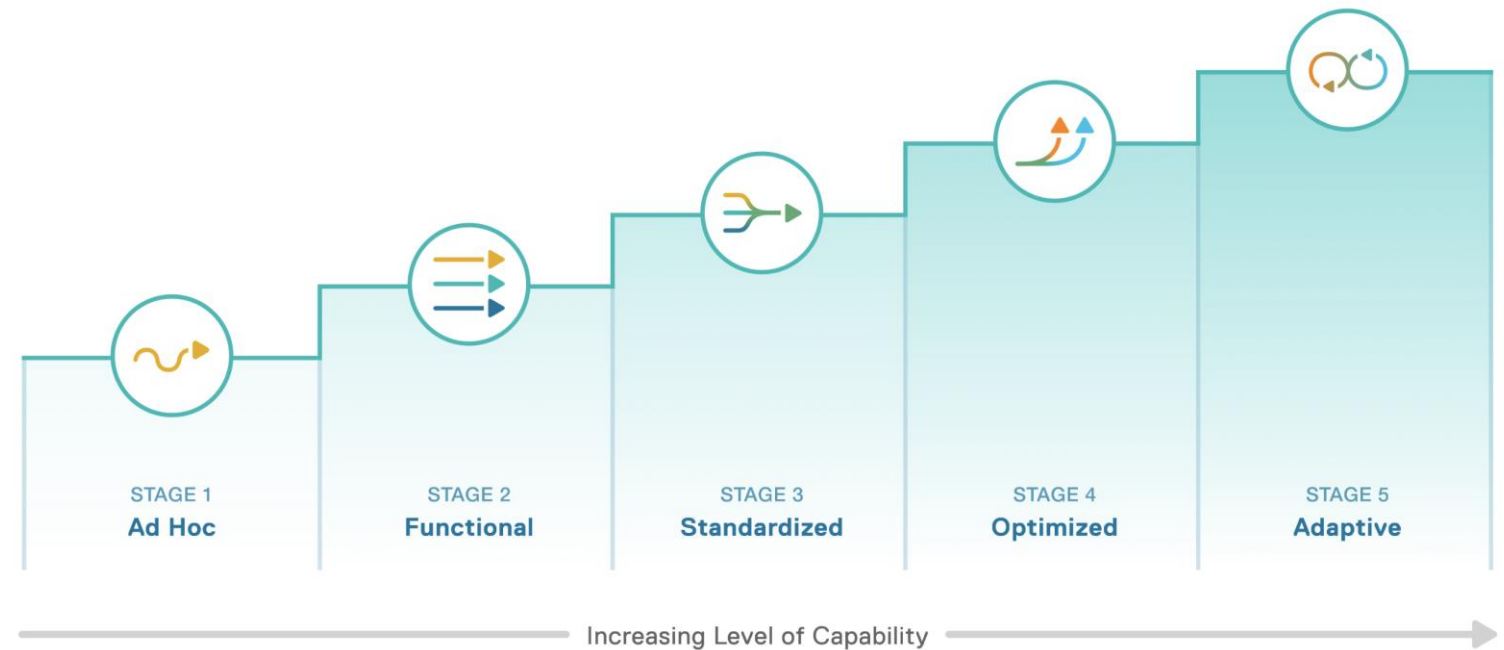 STAGE 1
Ad Hoc
STAGE 2
Functional
STAGE 3
Standardized
STAGE 4
Optimized
STAGE 5
Adaptive
Increasing Level of Capability